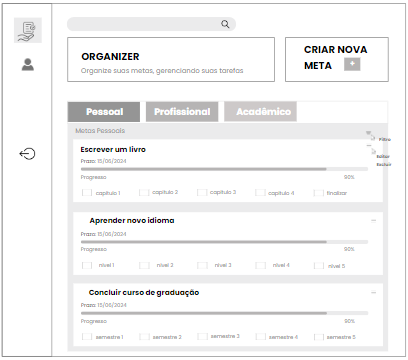 ORGANIZER
Organize suas metas, gerenciando suas tarefas
CRIAR NOVA
META +
Pessoal Profissional Acadêmico
Metas Pessoais
Filtro
Editar
Excluir
Escrever um livro
Prazo: 15/06/2024
Progresso 90%
capítulo 1 capítulo 2 capítulo 3 capítulo 4 finalizar
Aprender novo idioma
Prazo: 15/06/2024
Progresso 90%
nível 1 nível 2 nível 3 nível 4 nível 5
Concluir curso de graduação
Prazo: 15/06/2024
Progresso 90%
semestre 1 semestre 2 semestre 3 semestre 4 semestre 5